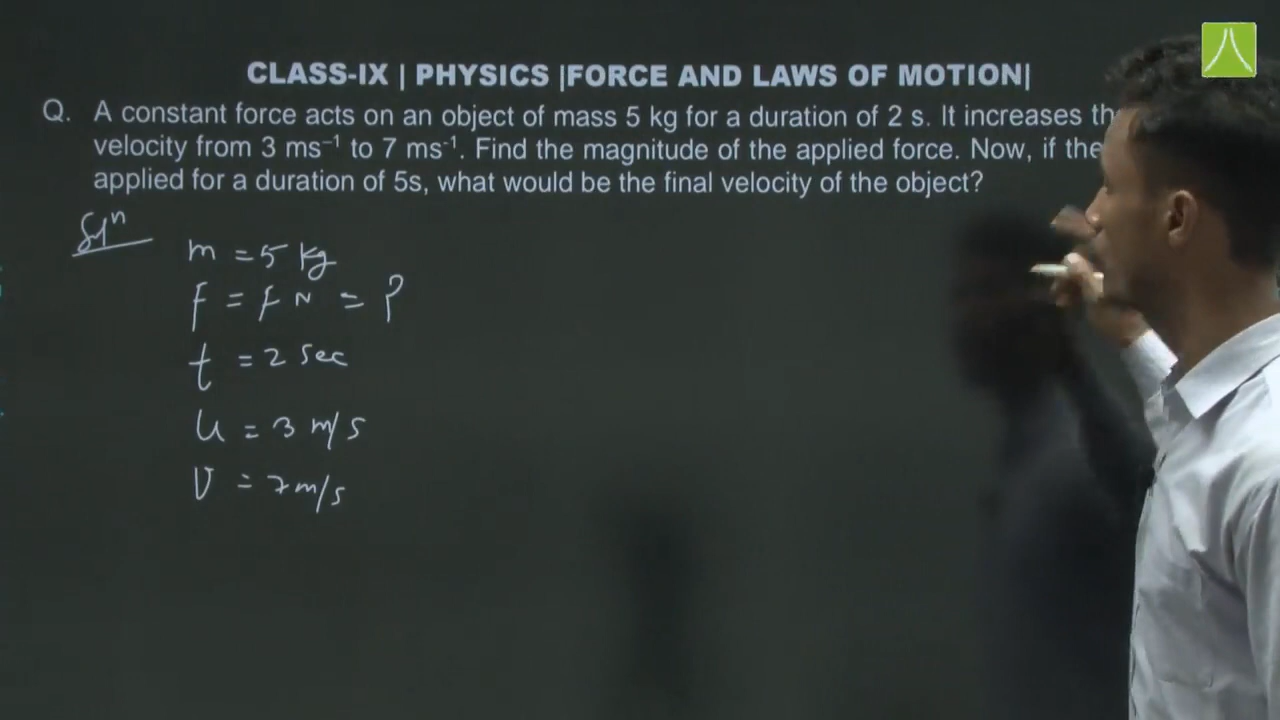 CLASS-IX | PHYSICS |FORCE AND LAWS OF MOTION|
Q. A constant force acts on an object of mass 5 kg for a duration of 2 s. It increases
velocity from 3 ms⁻¹ to 7 ms⁻¹. Find the magnitude of the applied force. Now, if the
applied for a duration of 5s, what would be the final velocity of the object?
Solⁿ
m = 5 kg
F = F N = ?
t = 2 sec
u = 3 m/s
v = 7 m/s